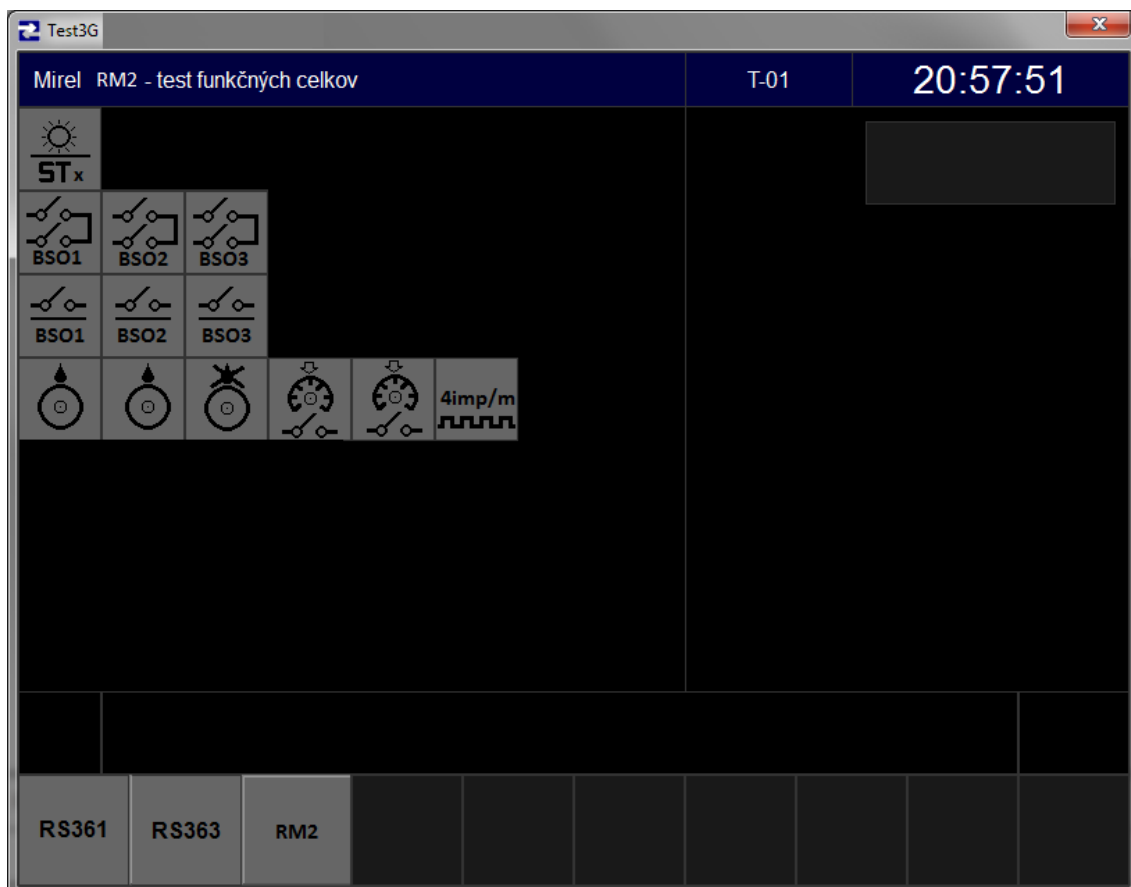 Test3G
Mirel RM2 - test funkčných celkov T-01 20:57:51
STx
BSO1 BSO2 BSO3
BSO1 BSO2 BSO3
4imp/m
RS361 RS363 RM2